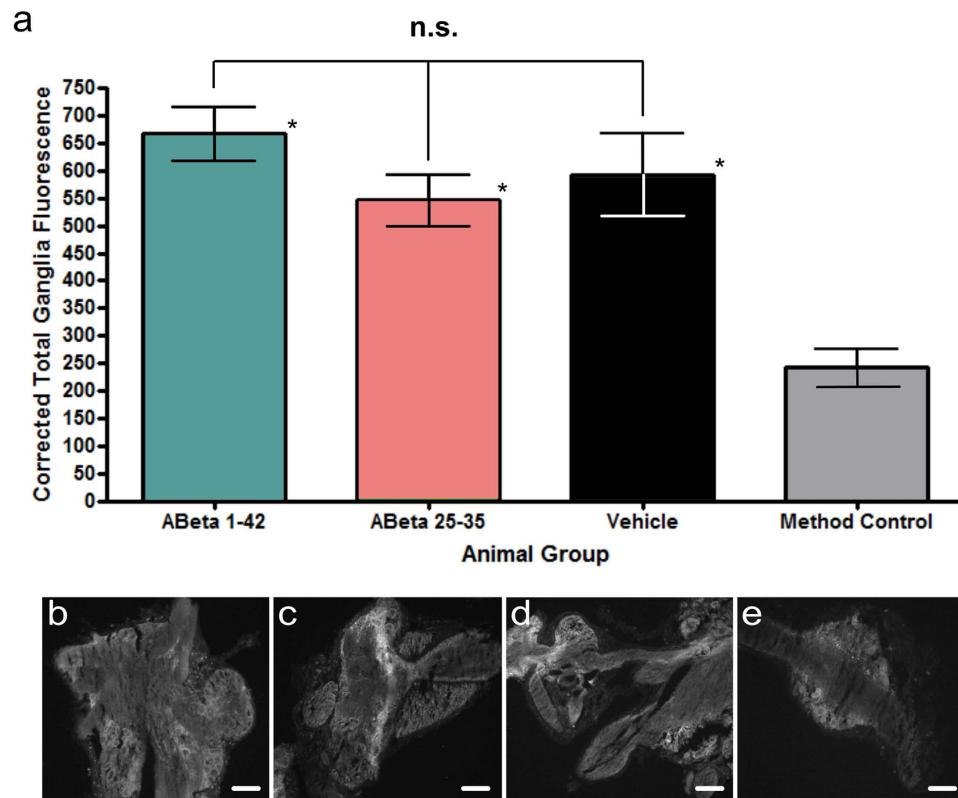 a
n.s.
Corrected Total Ganglia Fluorescence
750
700
650
600
550
500
450
400
350
300
250
200
150
100
50
0
*
*
*
ABeta 1-42
ABeta 25-35
Vehicle
Method Control
Animal Group
b
c
d
e